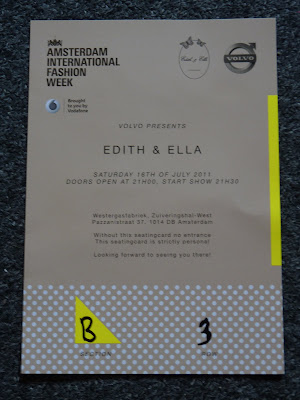 AMSTERDAM
INTERNATIONAL
FASHION
WEEK
Brought
to you by
Vodafone
VOLVO
VOLVO PRESENTS
EDITH & ELLA
SATURDAY 16TH OF JULY 2011
DOORS OPEN AT 21H00, START SHOW 21H30
Westergasfabriek, Zuiveringshal-West
Pazzanistraat 37, 1014 DB Amsterdam
Without this seatingcard no entrance
This seatingcard is strictly personal
Looking forward to seeing you there!
B
3
SECTION
ROW